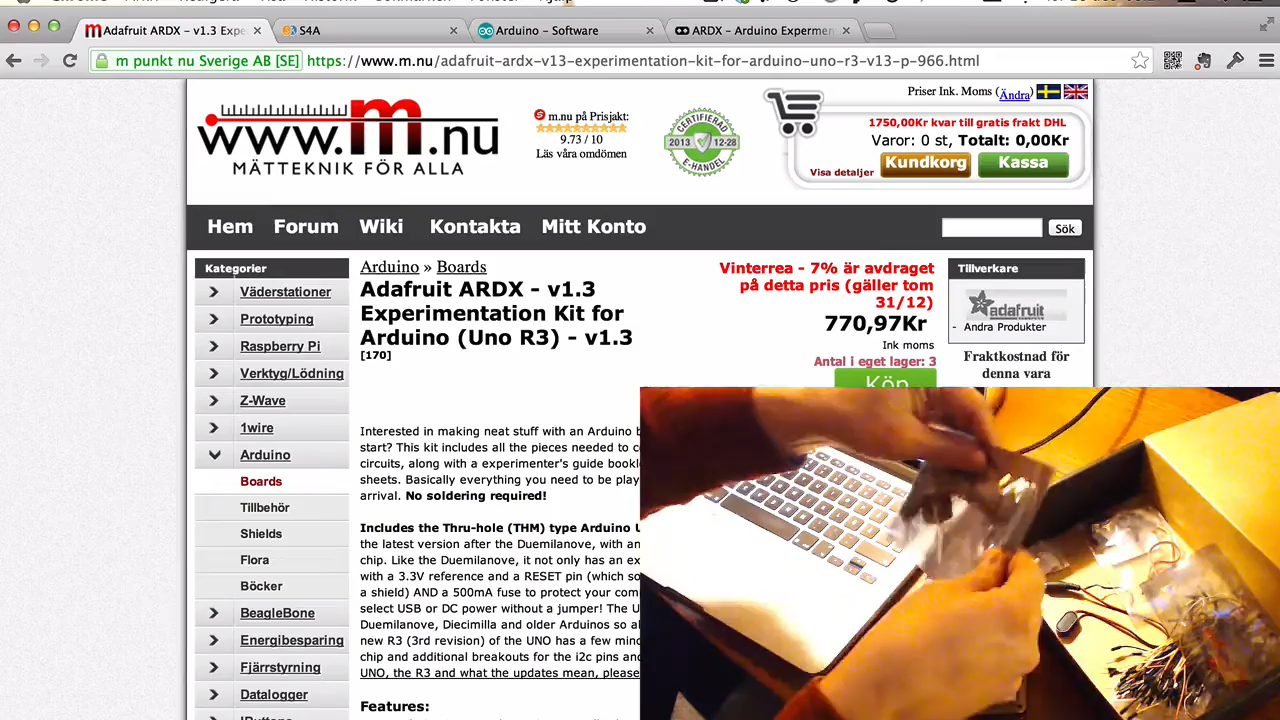 Adafruit ARDX - v1.3 Expe
S4A
Arduino - Software
ARDX - Arduino Experimen
m punkt nu Sverige AB [SE]
https://www.m.nu/adafruit-ardx-v13-experimentation-kit-for-arduino-uno-r3-v13-p-966.html
www.m.nu
MÄTTEKNIK FÖR ALLA
m.nu på Prisjakt:
9.73 / 10
Läs våra omdömen
CERTIFIERAD
2013 12-28
E-HANDEL
Priser Ink. Moms (Ändra)
1750,00Kr kvar till gratis frakt DHL
Varor: 0 st, Totalt: 0,00Kr
Visa detaljer
Kundkorg
Kassa
Hem
Forum
Wiki
Kontakta
Mitt Konto
Sök
Kategorier
Väderstationer
Prototyping
Raspberry Pi
Verktyg/Lödning
Z-Wave
1wire
Arduino
Boards
Tillbehör
Shields
Flora
Böcker
BeagleBone
Energibesparing
Fjärrstyrning
Datalogger
Arduino » Boards
Adafruit ARDX - v1.3
Experimentation Kit for
Arduino (Uno R3) - v1.3
[170]
Vinterrea - 7% är avdraget
på detta pris (gäller tom
31/12)
770,97Kr
Ink moms
Antal i eget lager: 3
Köp
Tillverkare
adafruit
- Andra Produkter
Fraktkostnad för
denna vara
Interested in making neat stuff with an Arduino b
start? This kit includes all the pieces needed to c
circuits, along with a experimenter's guide bookl
sheets. Basically everything you need to be play
arrival. No soldering required!
Includes the Thru-hole (THM) type Arduino U
the latest version after the Duemilanove, with an
chip. Like the Duemilanove, it not only has an ex
with a 3.3V reference and a RESET pin (which so
a shield) AND a 500mA fuse to protect your com
select USB or DC power without a jumper! The U
Duemilanove, Diecimilla and older Arduinos so a
new R3 (3rd revision) of the UNO has a few mino
chip and additional breakouts for the i2c pins an
UNO, the R3 and what the updates mean, please
Features: